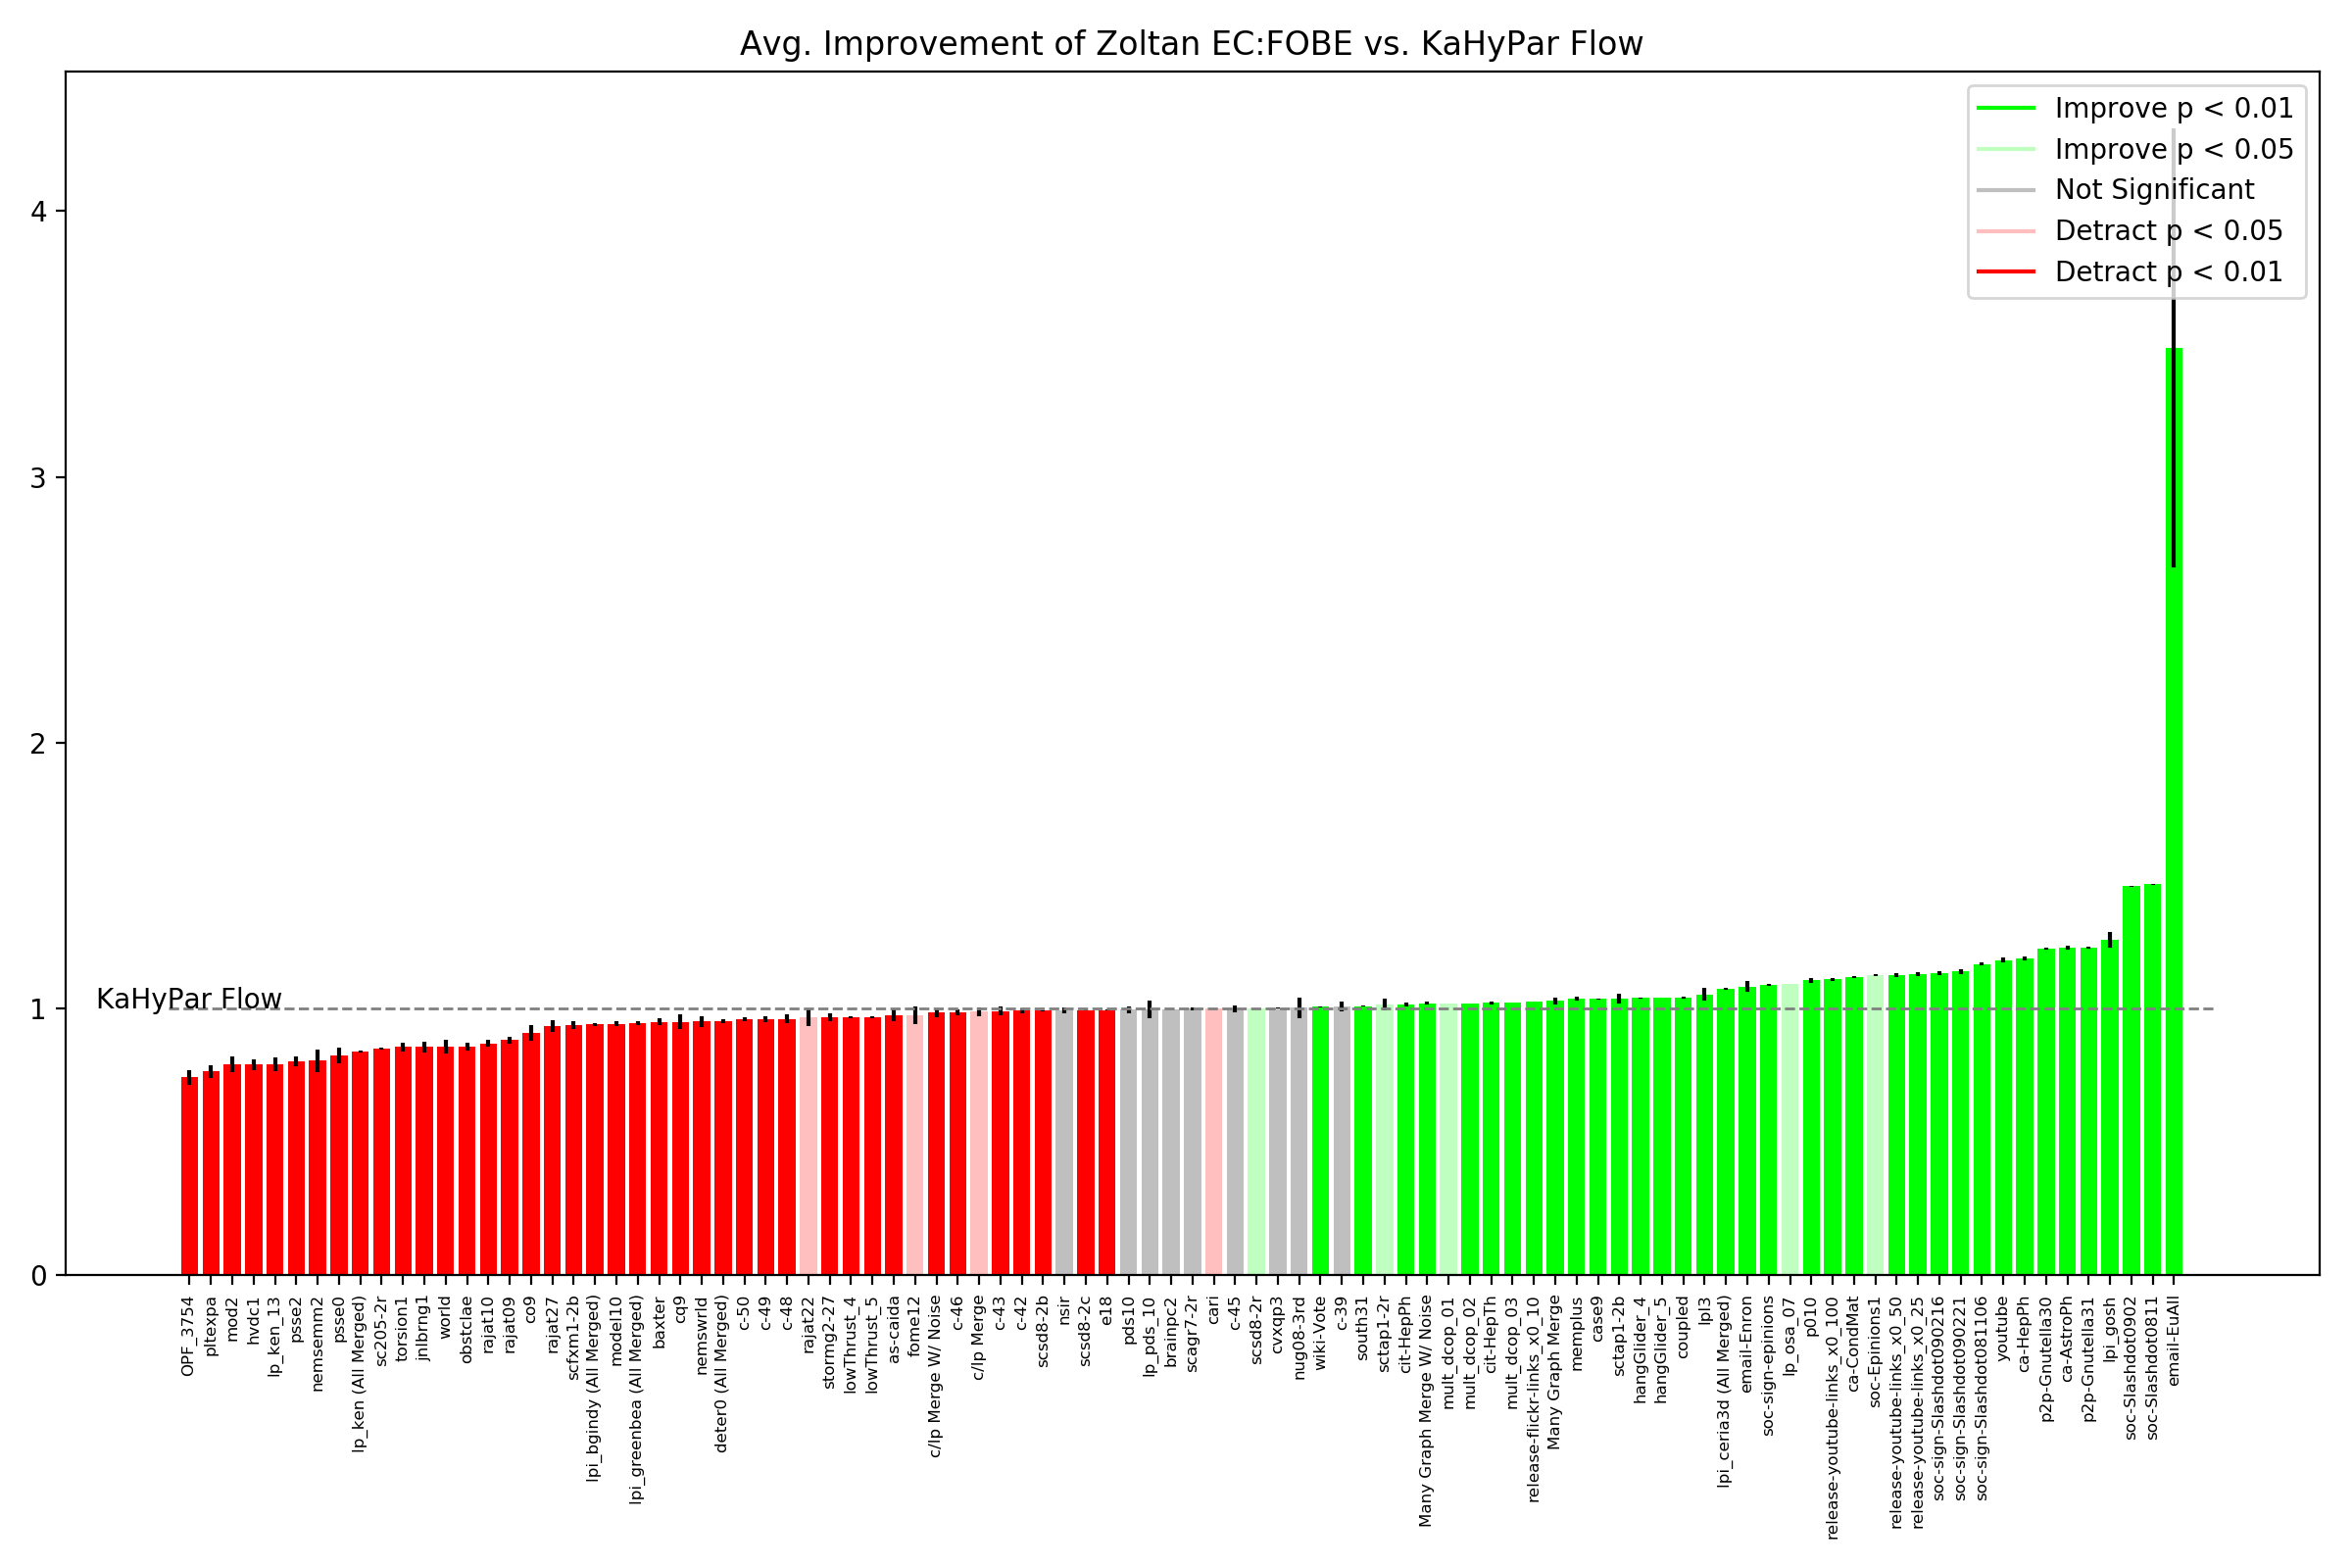 Avg. Improvement of Zoltan EC:FOBE vs. KaHyPar Flow
Improve p < 0.01
Improve p < 0.05
Not Significant
Detract p < 0.05
Detract p < 0.01
4
3
2
1
0
KaHyPar Flow
OPF_3754
pltexpa
mod2
hvdc1
lp_ken_13
psse2
nemsemm2
psse0
lp_ken (All Merged)
sc205-2r
torsion1
jnlbrng1
world
obstclae
rajat10
rajat09
co9
rajat27
scfxm1-2b
lpi_bgindy (All Merged)
model10
lpi_greenbea (All Merged)
baxter
cq9
nemswrld
deter0 (All Merged)
c-50
c-49
c-48
rajat22
stormg2-27
lowThrust_4
lowThrust_5
as-caida
fome12
c/lp Merge W/ Noise
c-46
c/lp Merge
c-43
c-42
scsd8-2b
nsir
scsd8-2c
e18
pds10
lp_pds_10
brainpc2
scagr7-2r
cari
c-45
scsd8-2r
cvxqp3
nug08-3rd
wiki-Vote
c-39
south31
sctap1-2r
cit-HepPh
Many Graph Merge W/ Noise
mult_dcop_01
mult_dcop_02
cit-HepTh
mult_dcop_03
release-flickr-links_x0_10
Many Graph Merge
memplus
case9
sctap1-2b
hangGlider_4
hangGlider_5
coupled
lpl3
lpi_ceria3d (All Merged)
email-Enron
soc-sign-epinions
lp_osa_07
p010
release-youtube-links_x0_100
ca-CondMat
soc-Epinions1
release-youtube-links_x0_50
release-youtube-links_x0_25
soc-sign-Slashdot090216
soc-sign-Slashdot090221
soc-sign-Slashdot081106
youtube
ca-HepPh
p2p-Gnutella30
ca-AstroPh
p2p-Gnutella31
lpi_gosh
soc-Slashdot0902
soc-Slashdot0811
email-EuAll